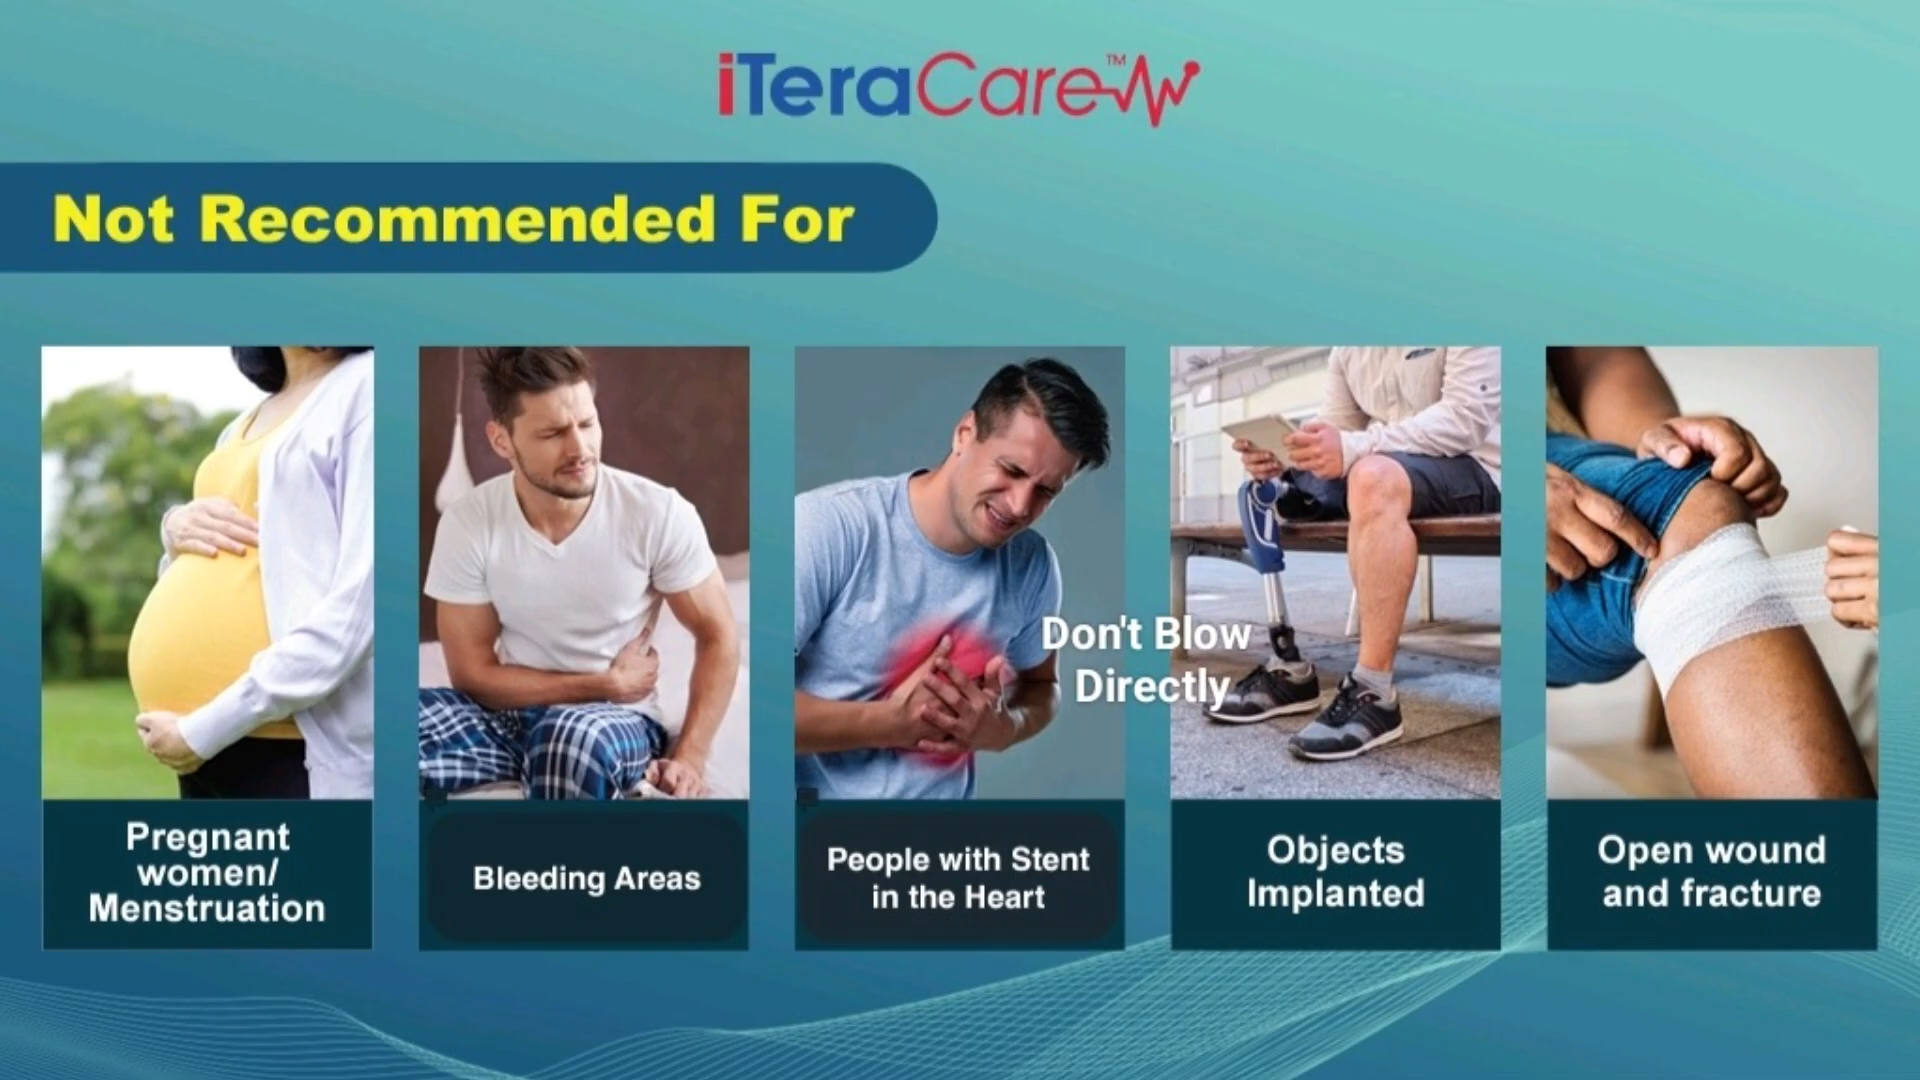 iTeraCare™
Not Recommended For
Don't Blow
Directly
Pregnant
women/
Menstruation
Bleeding Areas
People with Stent
in the Heart
Objects
Implanted
Open wound
and fracture